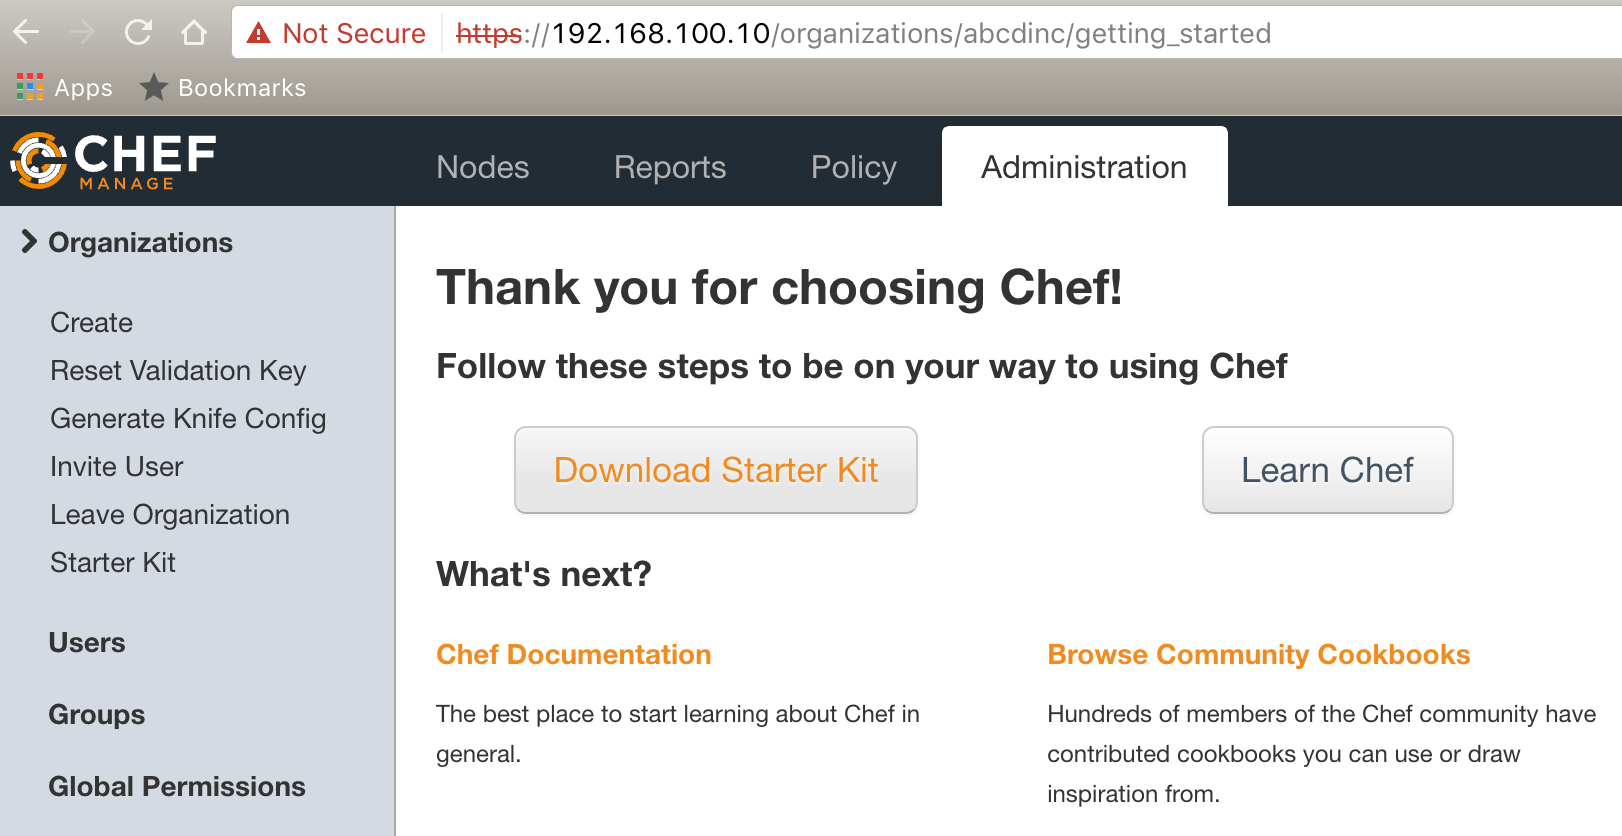 Not Secure https://192.168.100.10/organizations/abcdinc/getting_started
Apps Bookmarks
CHEF
MANAGE
Nodes Reports Policy Administration
Organizations
Create
Reset Validation Key
Generate Knife Config
Invite User
Leave Organization
Starter Kit
Users
Groups
Global Permissions
Thank you for choosing Chef!
Follow these steps to be on your way to using Chef
Download Starter Kit Learn Chef
What's next?
Chef Documentation
The best place to start learning about Chef in
general.
Browse Community Cookbooks
Hundreds of members of the Chef community have
contributed cookbooks you can use or draw
inspiration from.